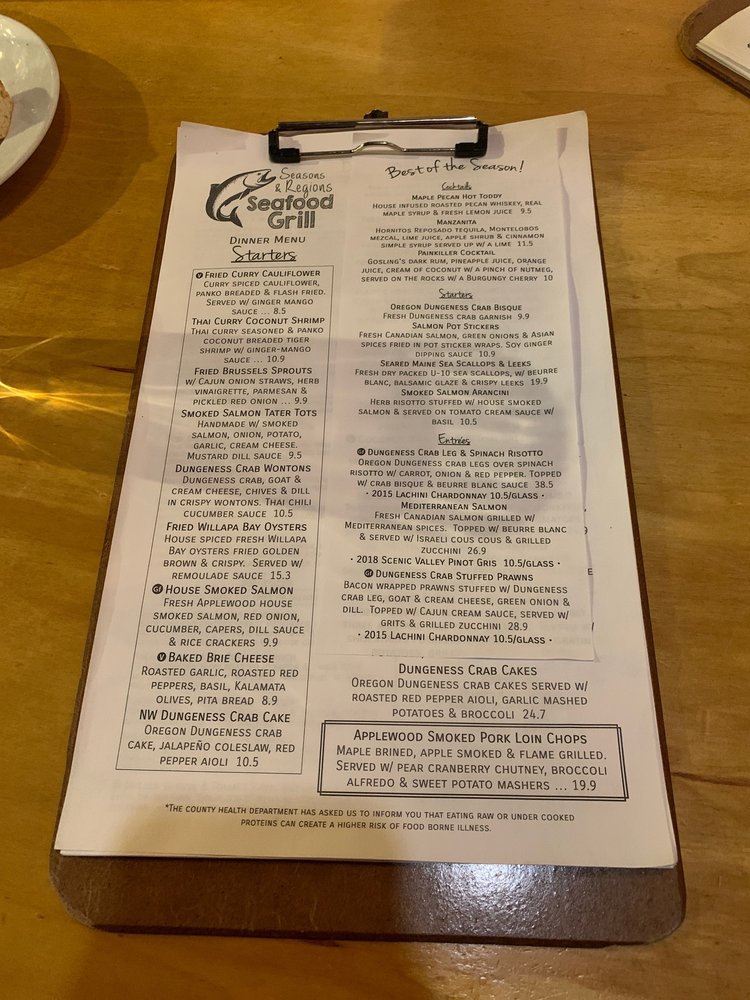 Seasons
& Regions
Seafood
Grill
Dinner Menu
Starters
V Fried Curry Cauliflower
Curry spiced cauliflower,
panko breaded & flash fried.
Served w/ ginger mango
sauce ... 8.5
Thai Curry Coconut Shrimp
Thai curry seasoned & panko
coconut breaded tiger
shrimp w/ ginger-mango
sauce ... 10.9
Fried Brussels Sprouts
w/ Cajun onion straws, herb
vinaigrette, parmesan &
pickled red onion ... 9.9
Smoked Salmon Tater Tots
Handmade w/ smoked
salmon, onion, potato,
garlic, cream cheese.
Mustard dill sauce 9.5
Dungeness Crab Wontons
Dungeness crab, goat &
cream cheese, chives & dill
in crispy wontons. Thai chili
cucumber sauce 10.5
Fried Willapa Bay Oysters
House spiced fresh Willapa
Bay oysters fried golden
brown & crispy. Served w/
remoulade sauce 15.3
GF House Smoked Salmon
Fresh Applewood house
smoked salmon, red onion,
cucumber, capers, dill sauce
& rice crackers 9.9
V Baked Brie Cheese
Roasted garlic, roasted red
peppers, basil, Kalamata
olives, pita bread 8.9
NW Dungeness Crab Cake
Oregon Dungeness crab
cake, jalapeño coleslaw, red
pepper aioli 10.5
Best of the Season!
Cocktails
Maple Pecan Hot Toddy
House infused roasted pecan whiskey, real
maple syrup & fresh lemon juice 9.5
Manzanita
Hornitos Reposado tequila, Montelobos
mezcal, lime juice, apple shrub & cinnamon
simple syrup served up w/ a lime 11.5
Painkiller Cocktail
Gosling's dark rum, pineapple juice, orange
juice, cream of coconut w/ a pinch of nutmeg,
served on the rocks w/ a Burgungy cherry 10
Starters
Oregon Dungeness Crab Bisque
Fresh Dungeness crab garnish 9.9
Salmon Pot Stickers
Fresh Canadian salmon, green onions & Asian
spices fried in pot sticker wraps. Soy ginger
dipping sauce 10.9
Seared Maine Sea Scallops & Leeks
Fresh dry packed U-10 sea scallops, w/ beurre
blanc, balsamic glaze & crispy leeks 19.9
Smoked Salmon Arancini
Herb risotto stuffed w/ house smoked
salmon & served on tomato cream sauce w/
basil 10.5
Entrées
GF Dungeness Crab Leg & Spinach Risotto
Oregon Dungeness crab legs over spinach
risotto w/ carrot, onion & red pepper. Topped
w/ crab bisque & beurre blanc sauce 38.5
· 2015 Lachini Chardonnay 10.5/glass ·
Mediterranean Salmon
Fresh Canadian salmon grilled w/
Mediterranean spices. Topped w/ beurre blanc
& served w/ Israeli cous cous & grilled
zucchini 26.9
· 2018 Scenic Valley Pinot Gris 10.5/glass ·
GF Dungeness Crab Stuffed Prawns
Bacon wrapped prawns stuffed w/ Dungeness
crab leg, goat & cream cheese, green onion &
dill. Topped w/ Cajun cream sauce, served w/
grits & grilled zucchini 28.9
· 2015 Lachini Chardonnay 10.5/glass ·
Dungeness Crab Cakes
Oregon Dungeness crab cakes served w/
roasted red pepper aioli, garlic mashed
potatoes & broccoli 24.7
Applewood Smoked Pork Loin Chops
Maple brined, apple smoked & flame grilled.
Served w/ pear cranberry chutney, broccoli
alfredo & sweet potato mashers ... 19.9
*The county health department has asked us to inform you that eating raw or under cooked
proteins can create a higher risk of food borne illness.